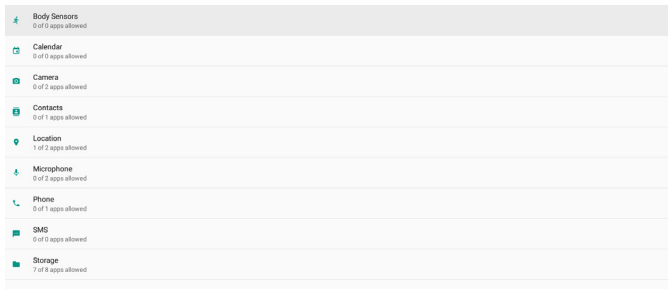 Body Sensors
0 of 0 apps allowed
Calendar
0 of 0 apps allowed
Camera
0 of 2 apps allowed
Contacts
0 of 1 apps allowed
Location
1 of 2 apps allowed
Microphone
0 of 2 apps allowed
Phone
0 of 1 apps allowed
SMS
0 of 0 apps allowed
Storage
7 of 8 apps allowed